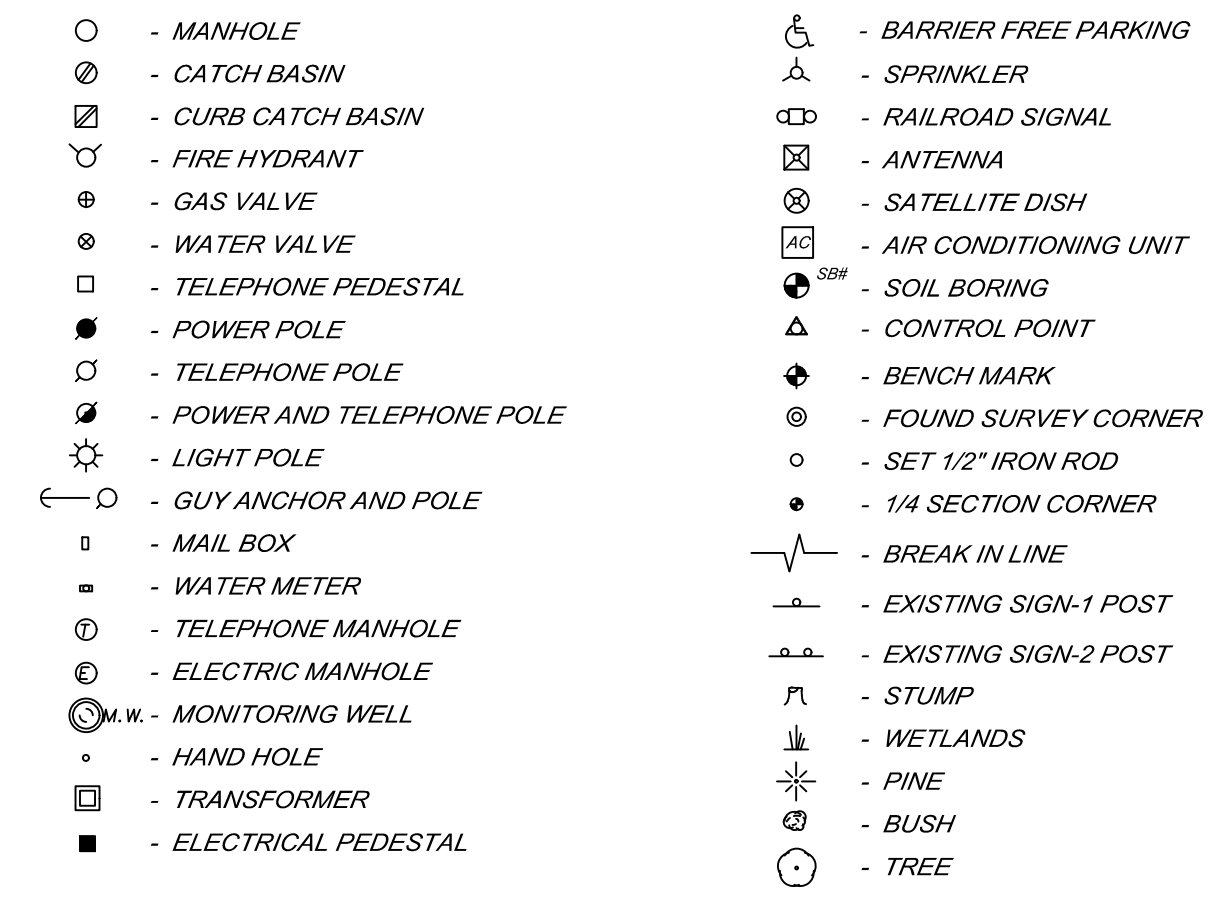 - MANHOLE
- CATCH BASIN
- CURB CATCH BASIN
- FIRE HYDRANT
- GAS VALVE
- WATER VALVE
- TELEPHONE PEDESTAL
- POWER POLE
- TELEPHONE POLE
- POWER AND TELEPHONE POLE
- LIGHT POLE
- GUY ANCHOR AND POLE
- MAIL BOX
- WATER METER
T - TELEPHONE MANHOLE
E - ELECTRIC MANHOLE
M.W. - MONITORING WELL
- HAND HOLE
- TRANSFORMER
- ELECTRICAL PEDESTAL
- BARRIER FREE PARKING
- SPRINKLER
- RAILROAD SIGNAL
- ANTENNA
- SATELLITE DISH
AC - AIR CONDITIONING UNIT
SB# - SOIL BORING
- CONTROL POINT
- BENCH MARK
- FOUND SURVEY CORNER
- SET 1/2" IRON ROD
- 1/4 SECTION CORNER
- BREAK IN LINE
- EXISTING SIGN-1 POST
- EXISTING SIGN-2 POST
- STUMP
- WETLANDS
- PINE
- BUSH
- TREE